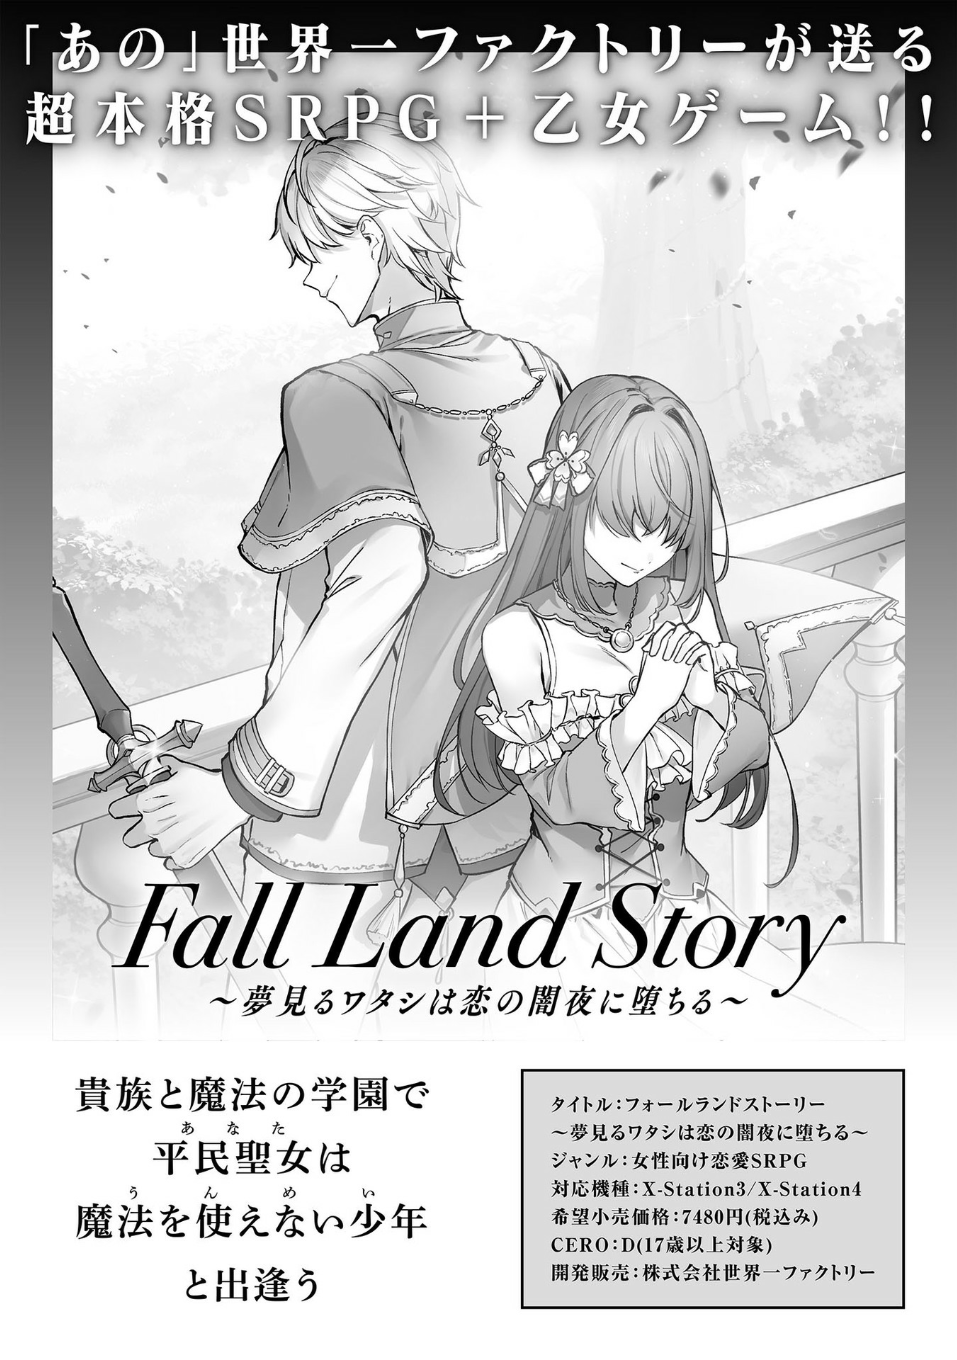 「あの」世界一ファクトリーが送る
超本格SRPG＋乙女ゲーム!!
Fall Land Story
～夢見るワタシは恋の闇夜に堕ちる～
貴族と魔法の学園で
あなた
平民聖女は
うんめい
魔法を使えない少年
と出逢う
タイトル:フォールランドストーリー
～夢見るワタシは恋の闇夜に堕ちる～
ジャンル:女性向け恋愛SRPG
対応機種:X-Station3/X-Station4
希望小売価格:7480円(税込み)
CERO:D(17歳以上対象)
開発販売:株式会社世界一ファクトリー